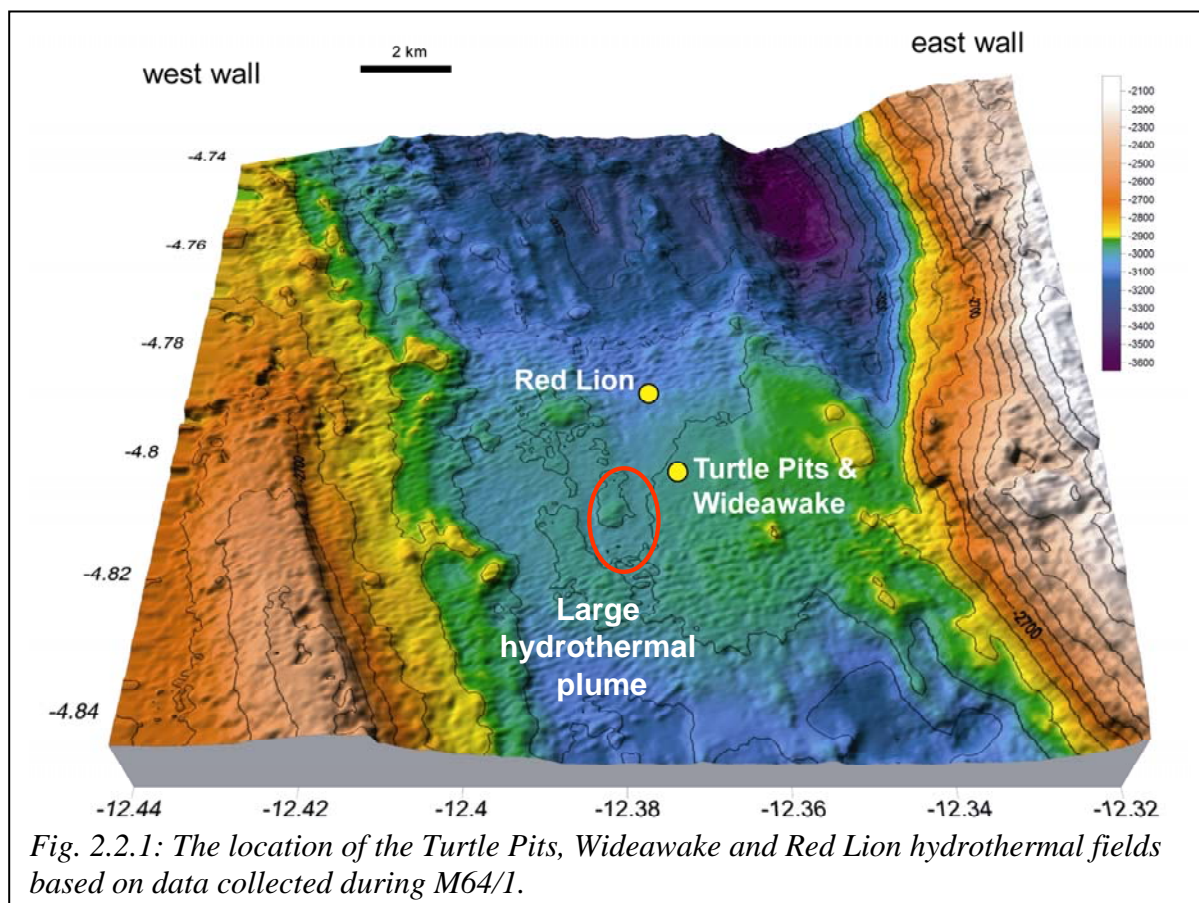 east wall
2 km
west wall
-2100
-2200
-2300
-2400
-2500
-2600
-2700
-2800
-2900
-3000
-3100
-3200
-3300
-3400
-3500
-3600
-4.74
-4.76
-4.78
-4.8
-4.82
-4.84
-2700
-2700
Red Lion
Turtle Pits &
Wideawake
Large
hydrothermal
plume
-2700
-12.44
-12.42
-12.4
-12.38
-12.36
-12.34
-12.32
Fig. 2.2.1: The location of the Turtle Pits, Wideawake and Red Lion hydrothermal fields
based on data collected during M64/1.